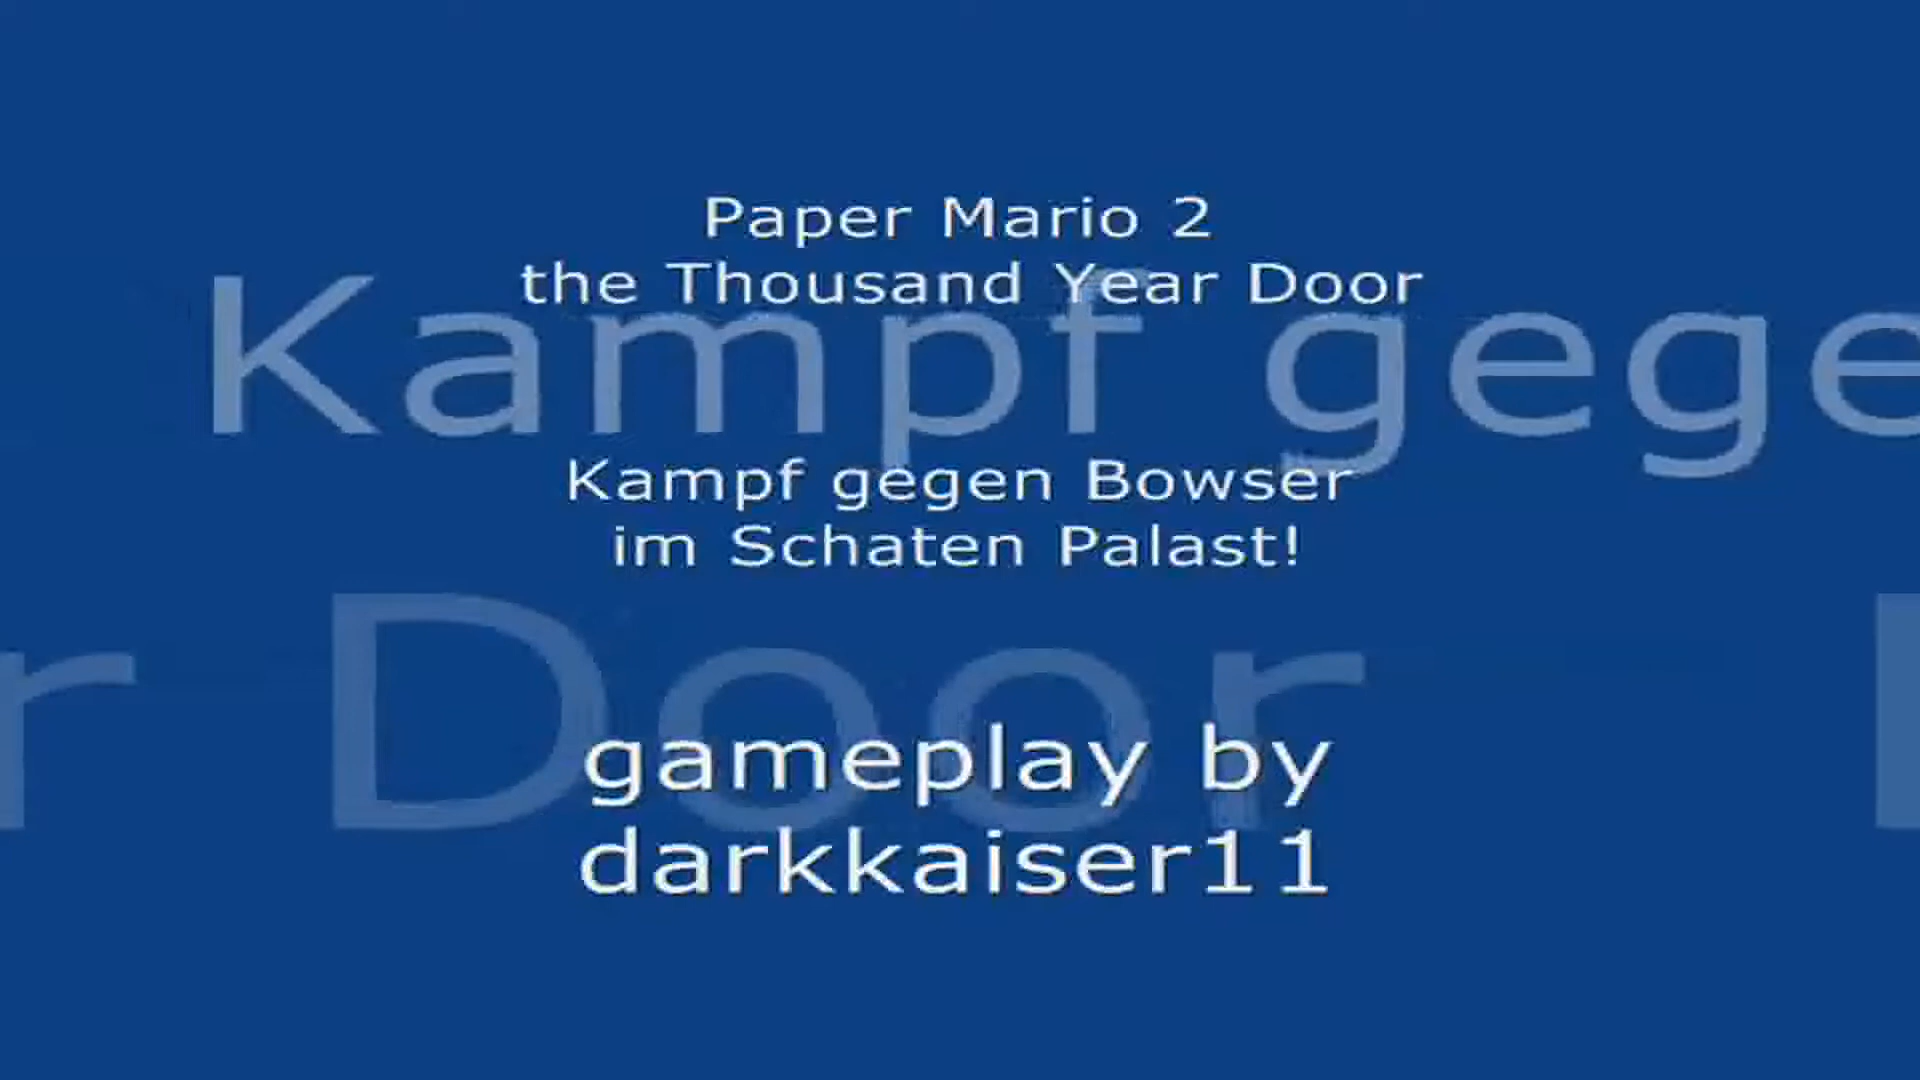 Paper Mario 2
the Thousand Year Door
Kampf gege
Kampf gegen Bowser
im Schaten Palast!
r Door
gameplay by
darkkaiser11